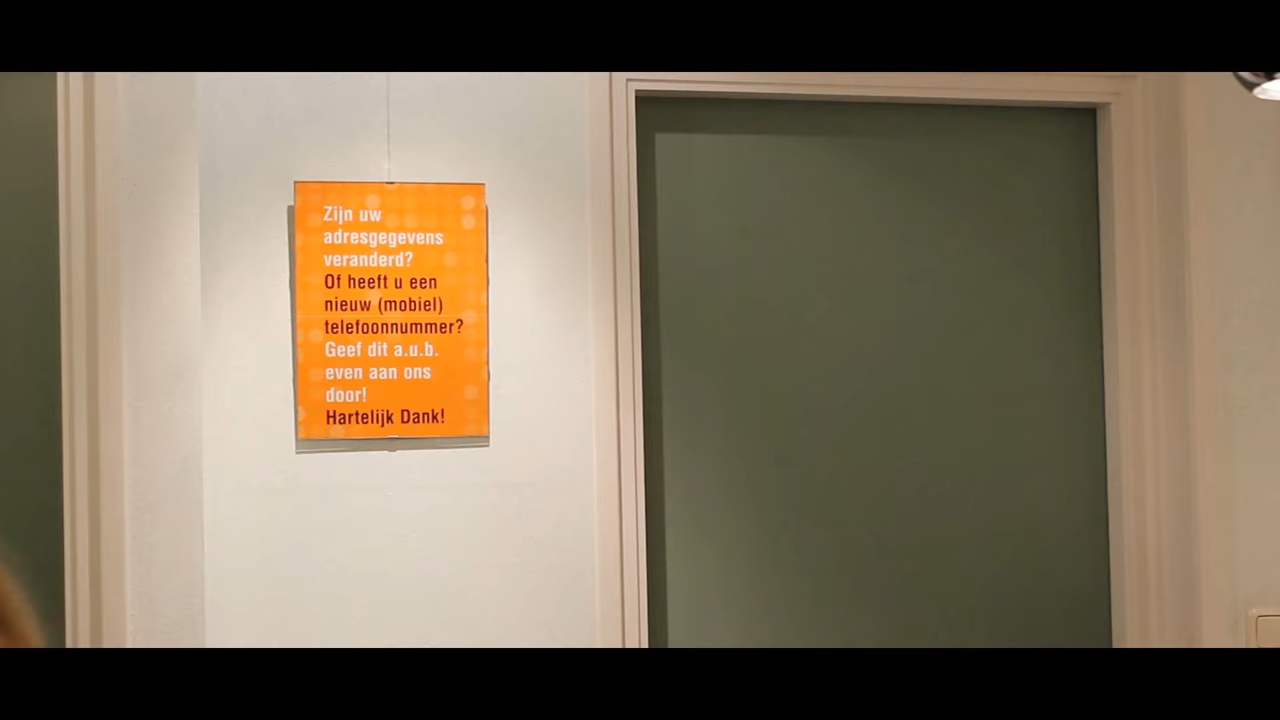 Zijn uw
adresgegevens
veranderd?
Of heeft u een
nieuw (mobiel)
telefoonnummer?
Geef dit a.u.b.
even aan ons
door!
Hartelijk Dank!